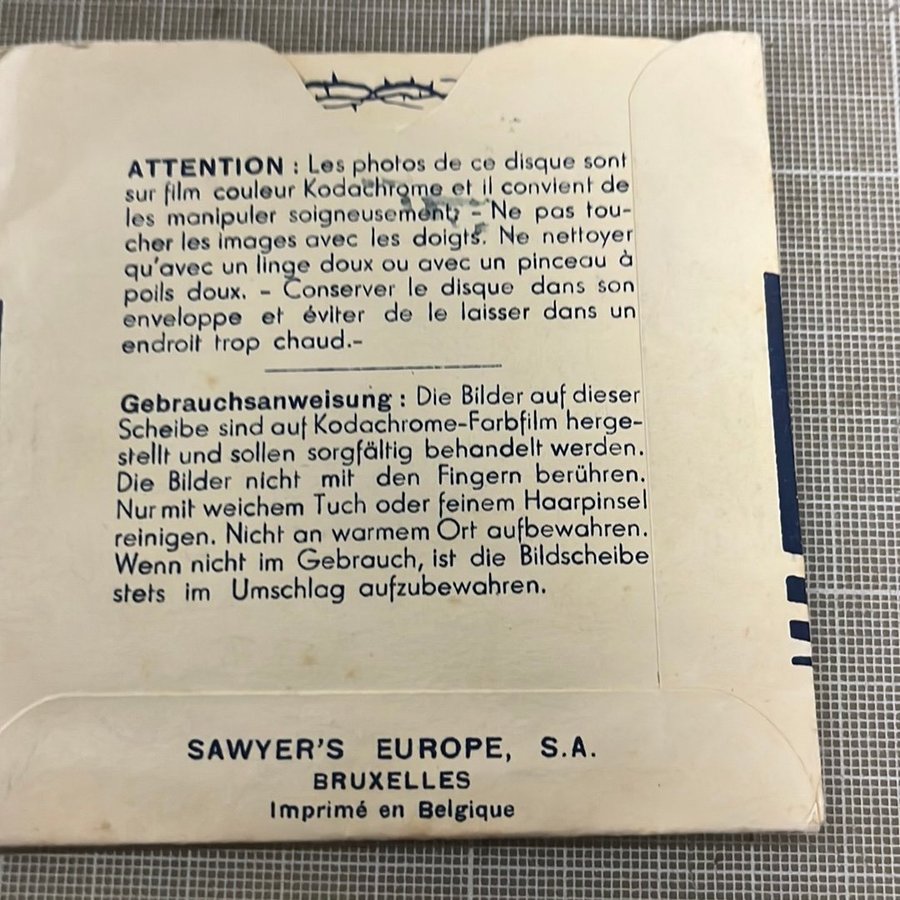 ATTENTION : Les photos de ce disque sont
sur film couleur Kodachrome et il convient de
les manipuler soigneusement; - Ne pas tou-
cher les images avec les doigts. Ne nettoyer
qu'avec un linge doux ou avec un pinceau à
poils doux. - Conserver le disque dans son
enveloppe et éviter de le laisser dans un
endroit trop chaud.-
Gebrauchsanweisung : Die Bilder auf dieser
Scheibe sind auf Kodachrome-Farbfilm herge-
stellt und sollen sorgfältig behandelt werden.
Die Bilder nicht mit den Fingern berühren.
Nur mit weichem Tuch oder feinem Haarpinsel
reinigen. Nicht an warmem Ort aufbewahren.
Wenn nicht im Gebrauch, ist die Bildscheibe
stets im Umschlag aufzubewahren.
SAWYER'S EUROPE, S.A.
BRUXELLES
Imprimé en Belgique